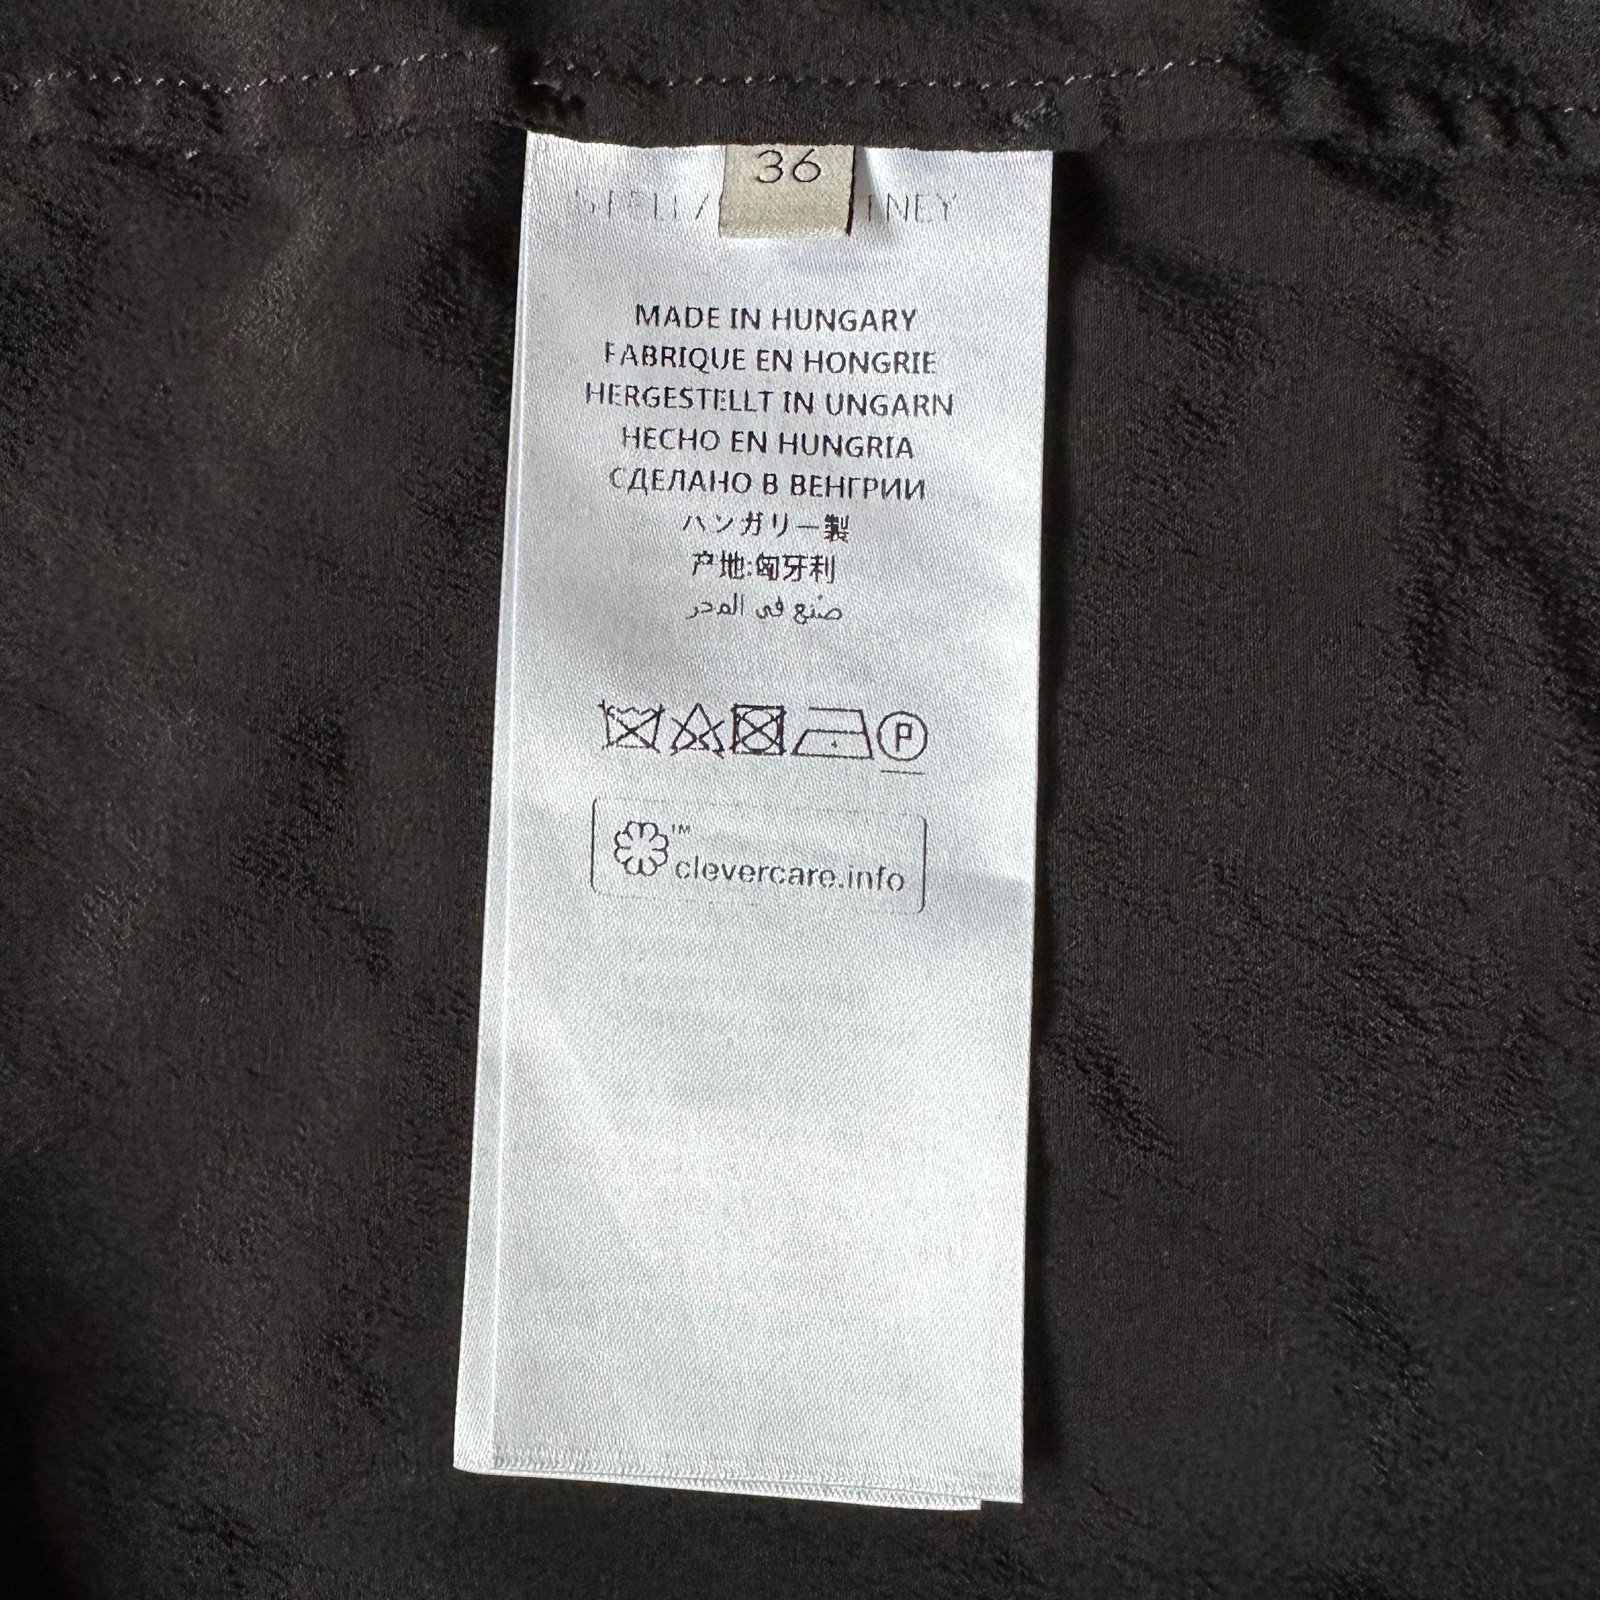 36
MADE IN HUNGARY
FABRIQUE EN HONGRIE
HERGESTELLT IN UNGARN
HECHO EN HUNGRIA
СДЕЛАНО В ВЕНГРИИ
ハンガリー製
产地:匈牙利
صنع في المجر
P
™
clevercare.info